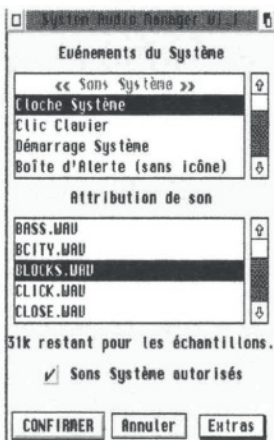 System Audio Manager v1.1
Evénements du Système
<< Sons Système >>
Cloche Système
Clic Clavier
Démarrage Système
Boîte d'Alerte (sans icône)
Attribution de son
BASS.WAV
BCITY.WAV
BLOCKS.WAV
CLICK.WAV
CLOSE.WAV
31k restant pour les échantillons.
✓ Sons Système autorisés
CONFIRMER Annuler Extras